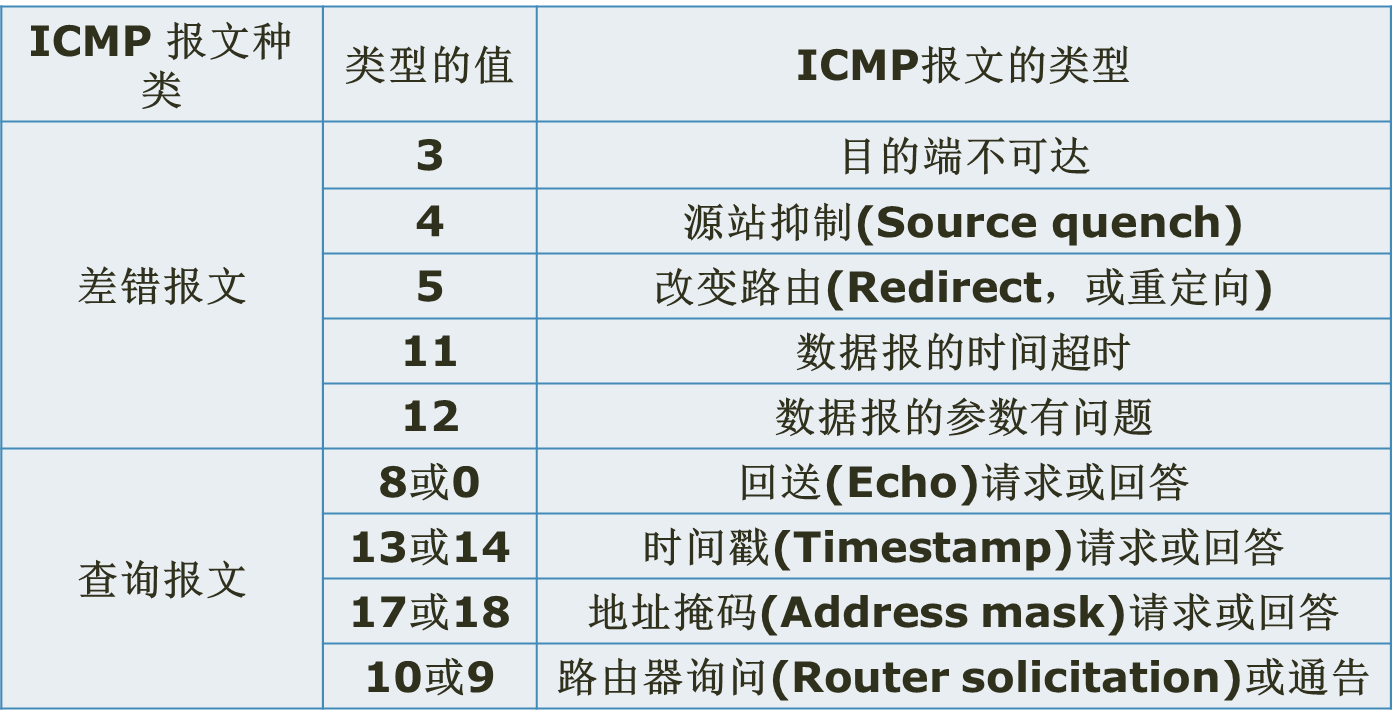 ICMP 报文种
类
类型的值
ICMP报文的类型
差错报文
3
目的端不可达
4
源站抑制(Source quench)
5
改变路由(Redirect，或重定向)
11
数据报的时间超时
12
数据报的参数有问题
查询报文
8或0
回送(Echo)请求或回答
13或14
时间戳(Timestamp)请求或回答
17或18
地址掩码(Address mask)请求或回答
10或9
路由器询问(Router solicitation)或通告